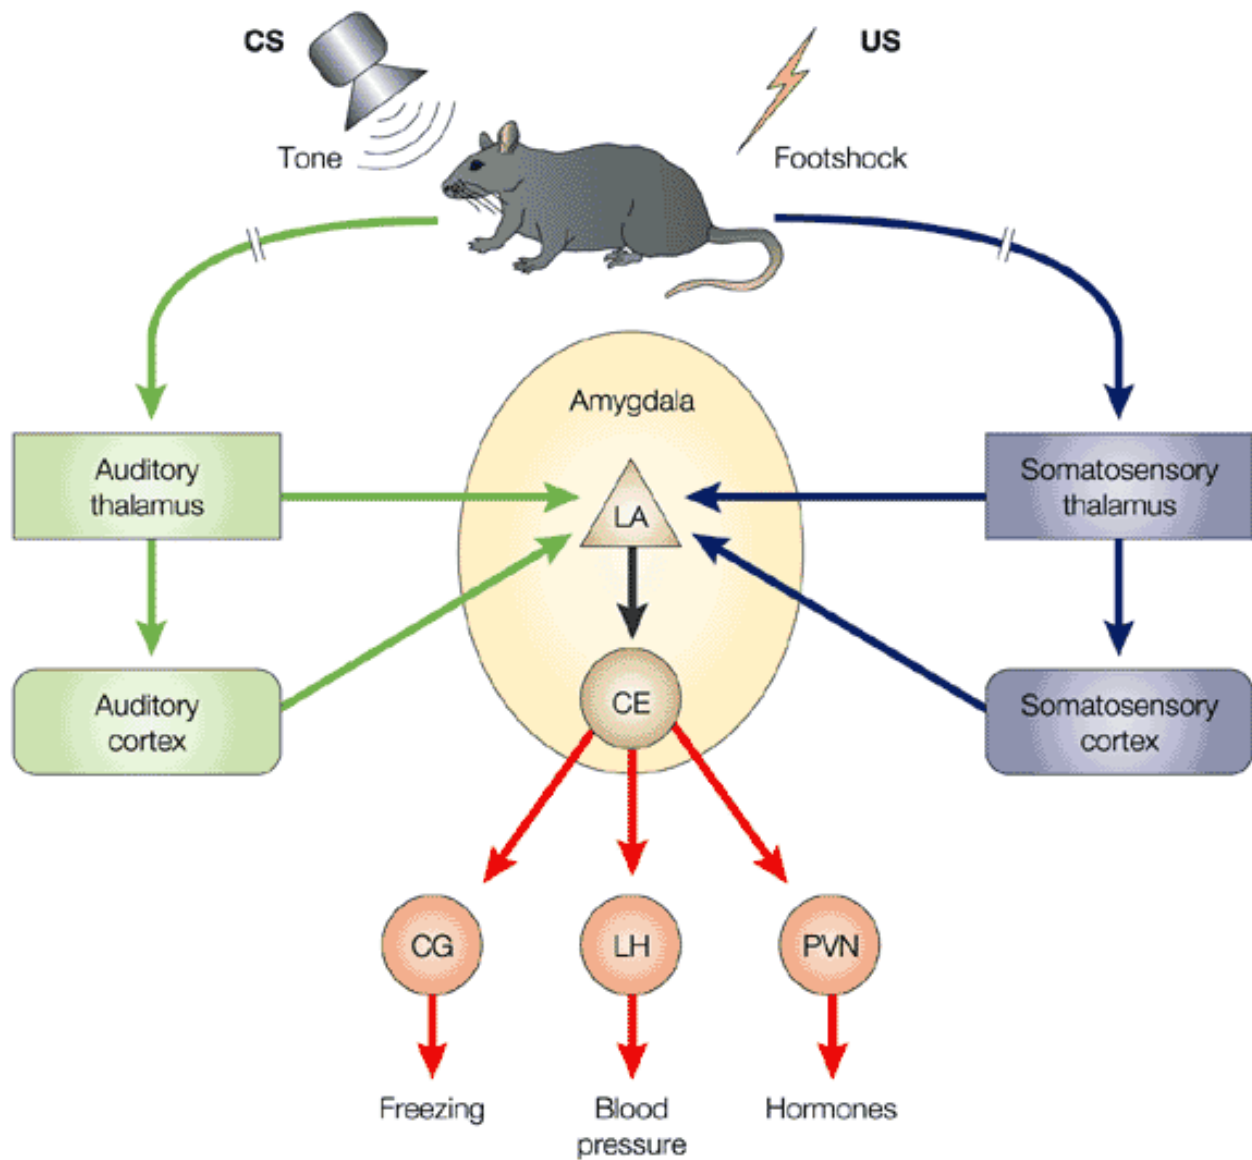 CS
US
Tone
Footshock
Amygdala
Auditory
thalamus
LA
Somatosensory
thalamus
Auditory
cortex
CE
Somatosensory
cortex
CG
LH
PVN
Freezing
Blood
pressure
Hormones